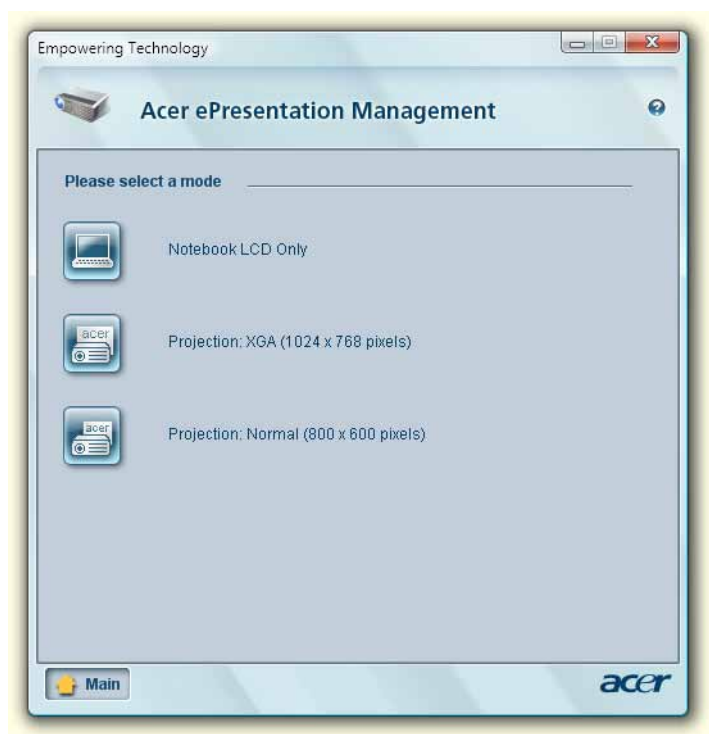 Empowering Technology
Acer ePresentation Management
Please select a mode
Notebook LCD Only
acer
Projection: XGA (1024 x 768 pixels)
acer
Projection: Normal (800 x 600 pixels)
Main
acer